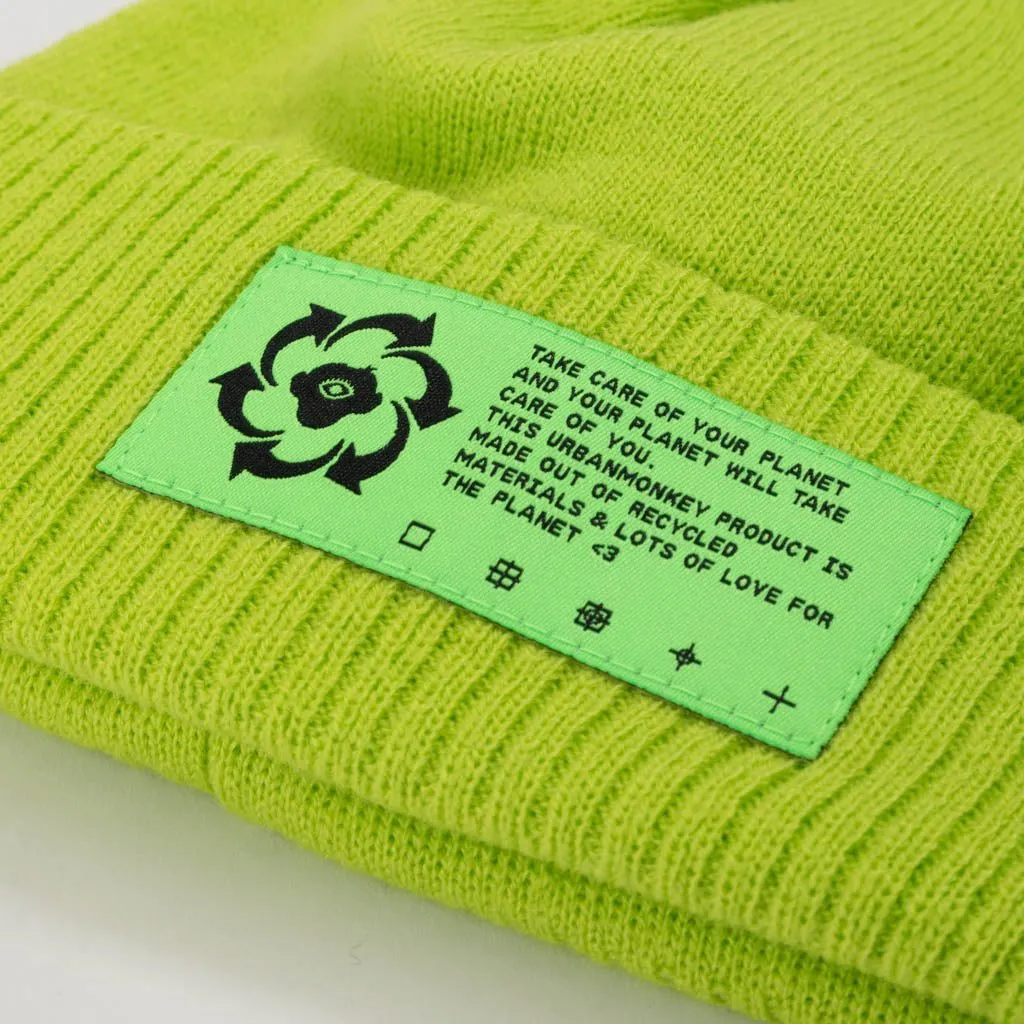 TAKE CARE OF YOUR PLANET
AND YOUR PLANET WILL TAKE
CARE OF YOU.
THIS URBANMONKEY PRODUCT IS
MADE OUT OF RECYCLED
MATERIALS & LOTS OF LOVE FOR
THE PLANET <3